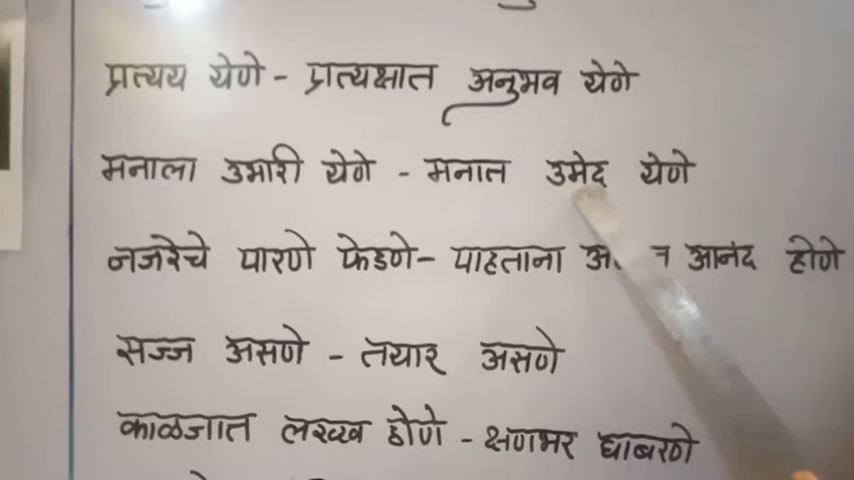 प्रत्यय येणे - प्रत्यक्षात अनुभव येणे
मनाला उभारी येणे - मनात उमेद येणे
नजरेचे पारणे फेडणे - पाहताना आनंद होणे
सज्ज असणे - तयार असणे
काळजात लख्ख होणे - क्षणभर घाबरणे